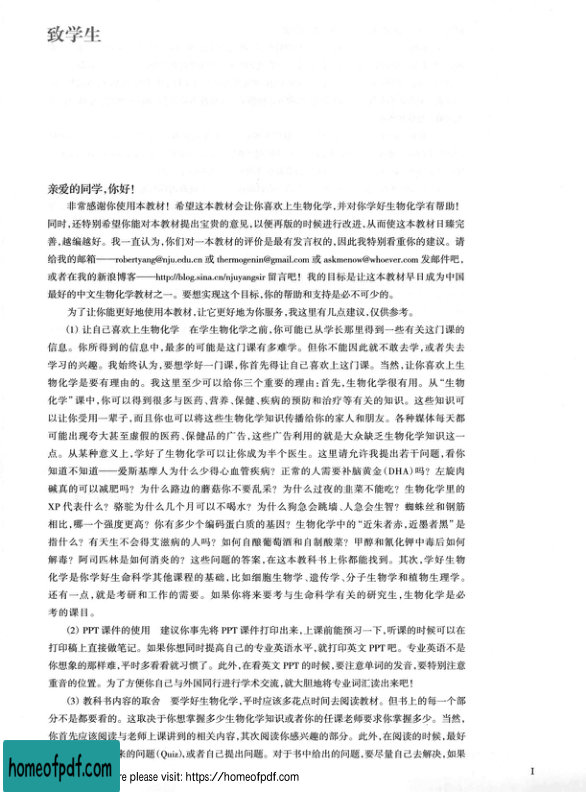 致学生
亲爱的同学,你好!
非常感谢你使用本教材! 希望这本教材会让你喜欢上生物化学,并对你学好生物化学有帮助!
同时,还特别希望你能对本教材提出宝贵的意见,以便再版的时候进行改进,从而使这本教材日臻完
善,越编越好。我一直认为,你们对一本教材的评价是最有发言权的,因此我特别看重你的建议。请
给我的邮箱——robertyang@nju.edu.cn 或 thermogenin@gmail.com 或 askmenow@whoever.com 发邮件吧,
或者在我的新浪博客——http://blog.sina.cn/njuyangsir 留言吧! 我的目标是让这本教材早日成为中国
最好的中文生物化学教材之一。要想实现这个目标,你的帮助和支持是必不可少的。
为了让你能更好地使用本教材,让它更好地为你服务,我这里有几点建议,仅供参考。
(1) 让自己喜欢上生物化学 在学生物化学之前,你可能已从学长那里得到一些有关这门课的
信息。你所得到的信息中,最多的可能是这门课有多难学。但你不能因此就不敢去学,或者失去
学习的兴趣。我始终认为,要想学好一门课,你首先得让自己喜欢上这门课。当然,让你喜欢上生
物化学是要有理由的。我这里至少可以给你三个重要的理由:首先,生物化学很有用。从“生物
化学”课中,你可以得到很多与医药、营养、保健、疾病的预防和治疗等有关的知识。这些知识可
以让你受用一辈子,而且你也可以将这些生物化学知识传播给你的家人和朋友。各种媒体每天都
可能出现夸大甚至虚假的医药、保健品的广告,这些广告利用的就是大众缺乏生物化学知识这一
点。从某种意义上,学好了生物化学可以让你成为半个医生。这里请允许我提出若干问题,看你
知道不知道——爱斯基摩人为什么少得心血管疾病? 正常的人需要补脑黄金(DHA)吗? 左旋肉
碱真的可以减肥吗? 为什么路边的蘑菇你不要乱采? 为什么过夜的韭菜不能吃? 生物化学里的
XP 代表什么? 骆驼为什么几个月可以不喝水? 为什么狗急会跳墙、人急会生智? 蜘蛛丝和钢筋
相比,哪一个强度更高? 你有多少个编码蛋白质的基因? 生物化学中的“近朱者赤,近墨者黑”是
指什么? 有天生不会得艾滋病的人吗? 如何自酿葡萄酒和自制酸菜? 甲醇和氰化钾中毒后如何
解毒? 阿司匹林是如何消炎的? 这些问题的答案,在这本教科书上你都能找到。其次,学好生物
化学是你学好生命科学其他课程的基础,比如细胞生物学、遗传学、分子生物学和植物生理学。
还有一点,就是考研和工作的需要。如果你将来要考与生命科学有关的研究生,生物化学是必
考的课目。
(2) PPT 课件的使用 建议你事先将 PPT 课件打印出来,上课前能预习一下,听课的时候可以在
打印稿上直接做笔记。如果你想同时提高自己的专业英语水平,就打印英文 PPT 吧。专业英语不是
你想象的那样难,平时多看看就习惯了。此外,在看英文 PPT 的时候,要注意单词的发音,要特别注意
重音的位置。为了方便你自己与外国同行进行学术交流,就大胆地将专业词汇读出来吧!
(3) 教科书内容的取舍 要学好生物化学,平时应该多花点时间去阅读教材。但书上的每一个部
分不是都要看的。这取决于你想掌握多少生物化学知识或者你的任课老师要求你掌握多少。当然,
你首先应该阅读与老师上课讲到的相关内容,其次阅读你感兴趣的部分。此外,在阅读的时候,最好
来的问题(Quiz),或者自己提出问题。对于书中给出的问题,要尽量自己去解决,如果
homeofpdf.com
re please visit: https://homeofpdf.com
I